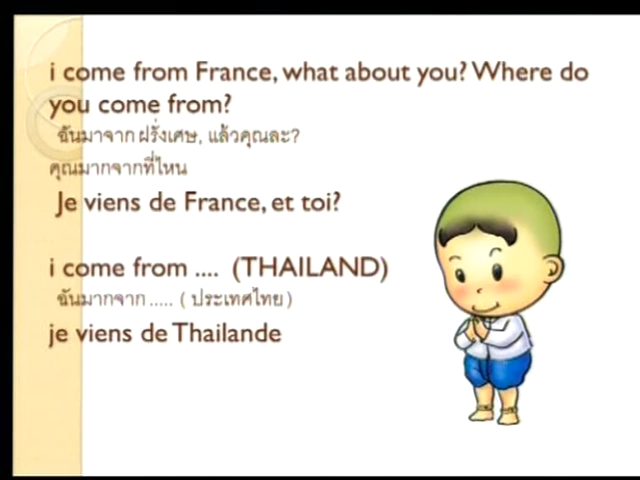 i come from France, what about you? Where do
you come from?
ฉันมาจาก ฝรั่งเศษ, แล้วคุณละ?
คุณมากจากที่ไหน
Je viens de France, et toi?
i come from .... (THAILAND)
ฉันมากจาก ..... ( ประเทศไทย )
je viens de Thailande